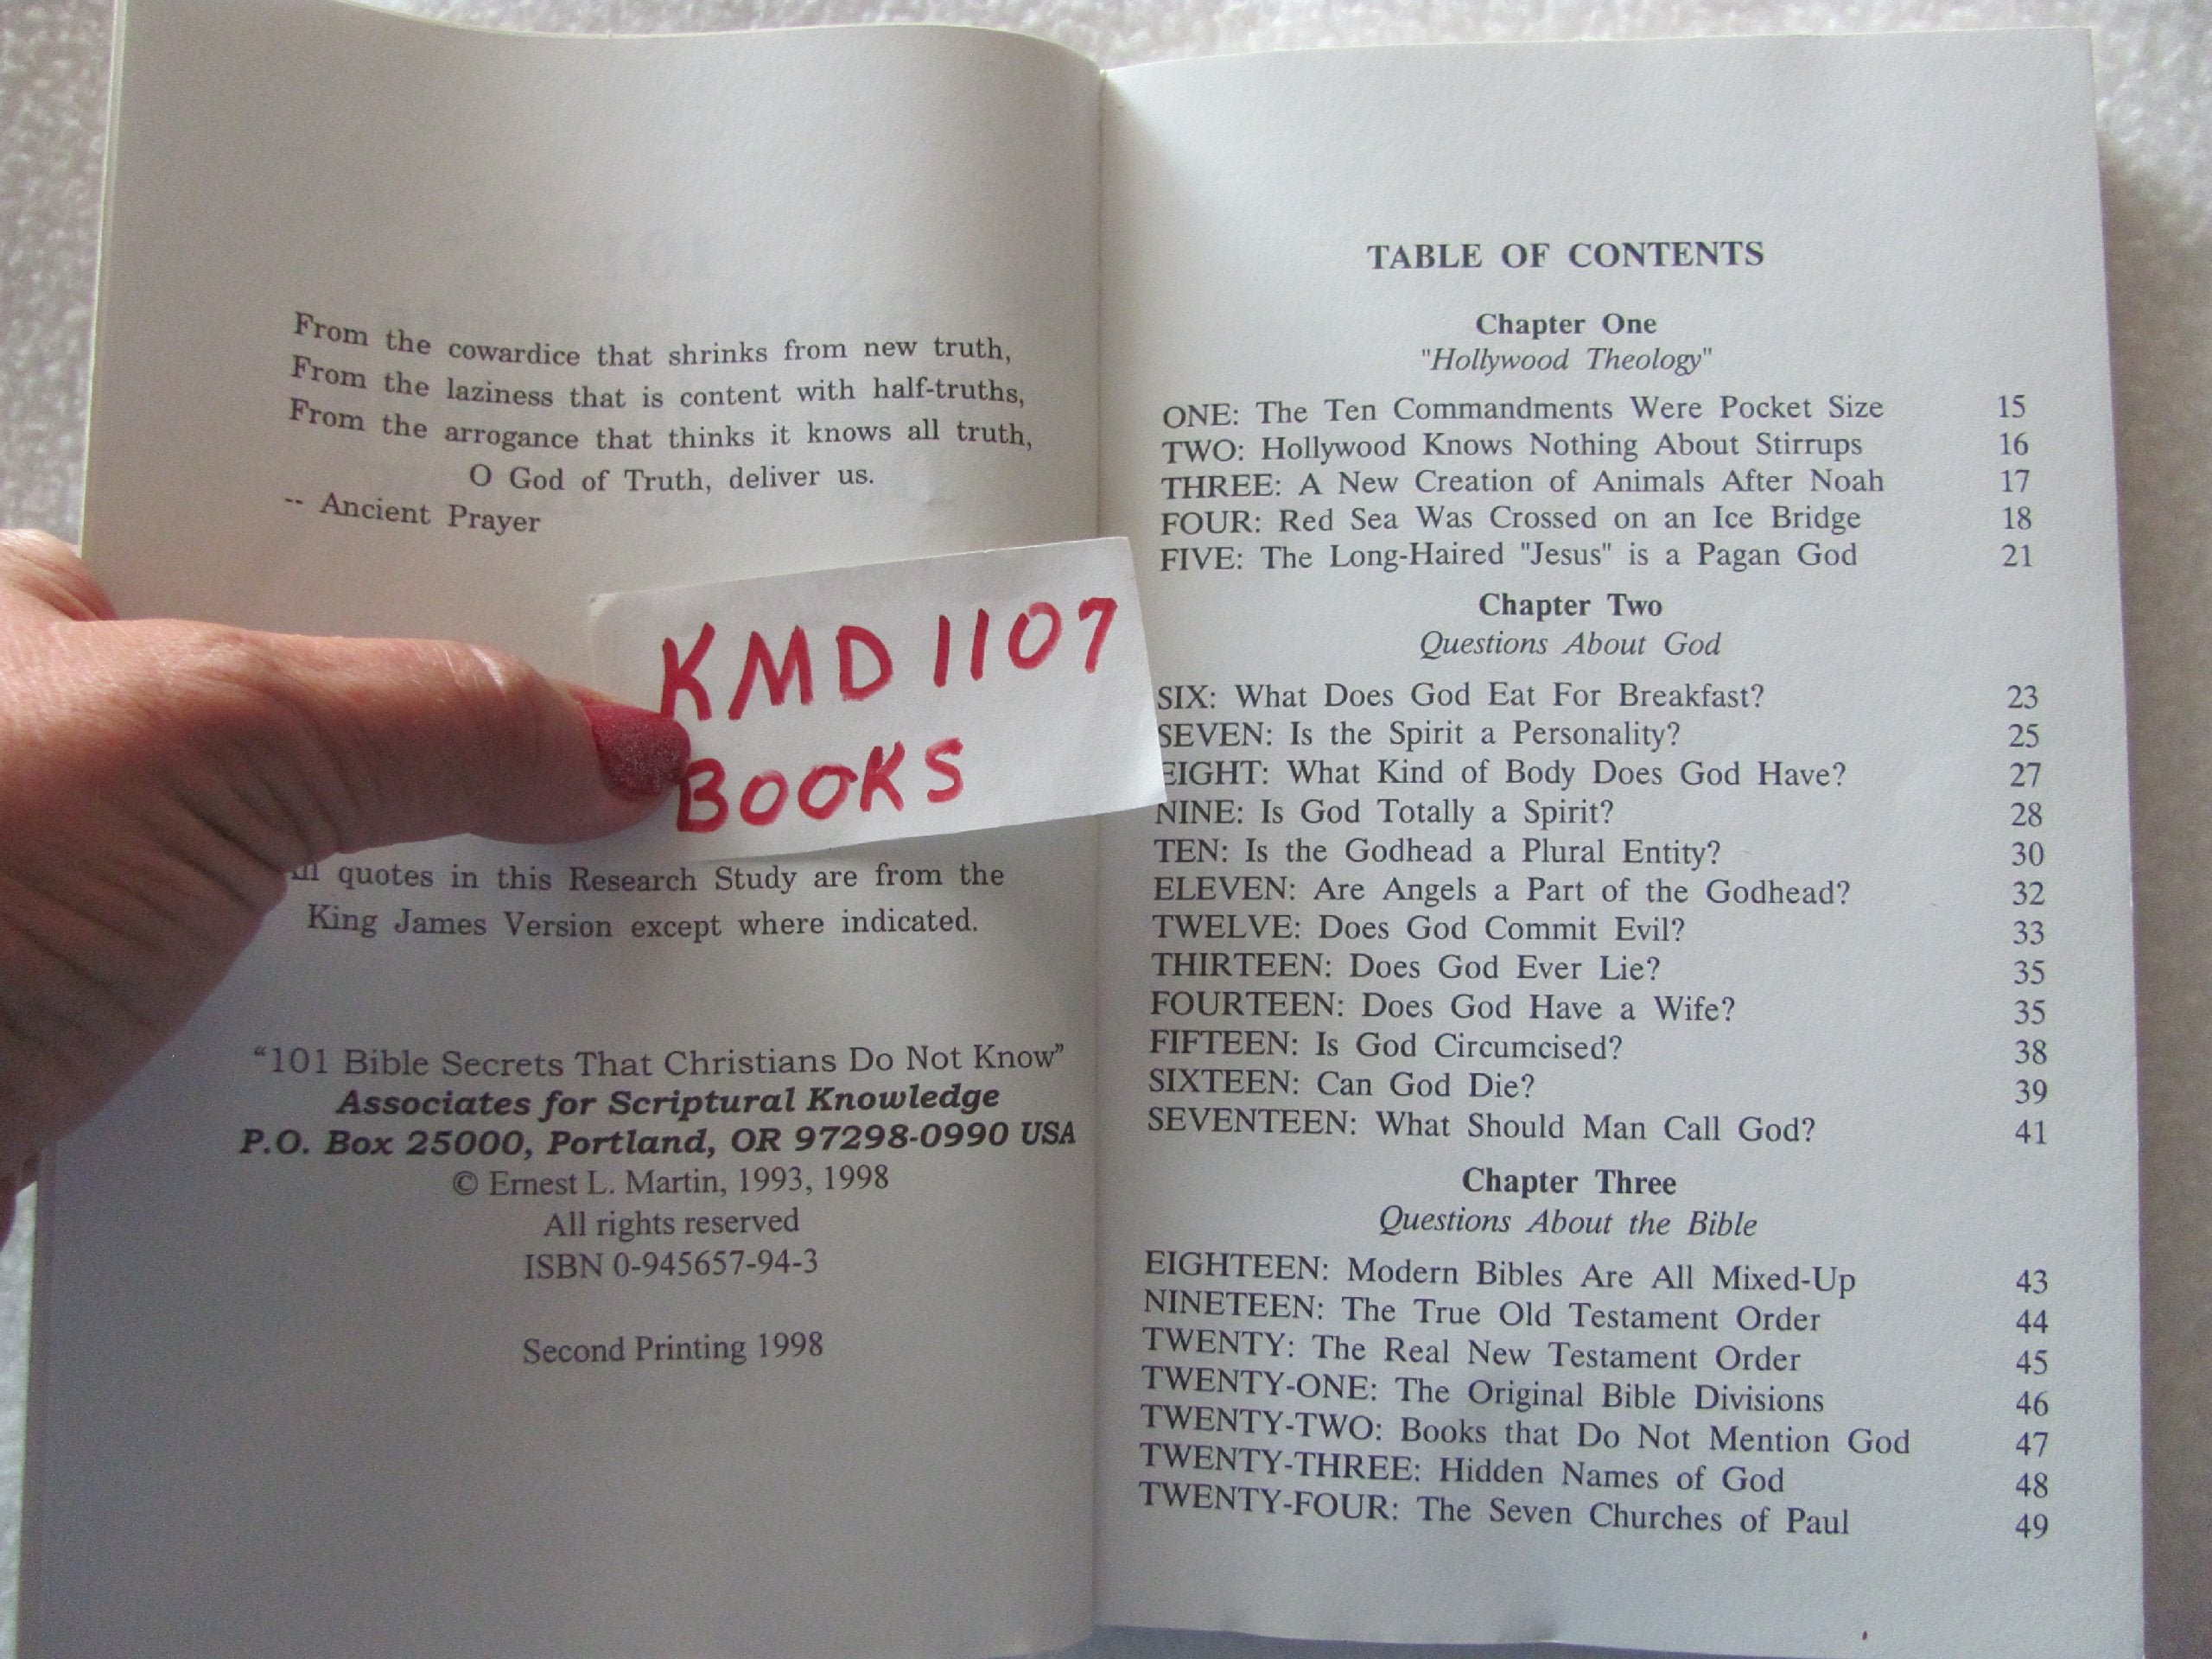 From the cowardice that shrinks from new truth,
From the laziness that is content with half-truths,
From the arrogance that thinks it knows all truth,
O God of Truth, deliver us.
-- Ancient Prayer
KMD 1107
BOOKS
quotes in this Research Study are from the
King James Version except where indicated.
“101 Bible Secrets That Christians Do Not Know”
Associates for Scriptural Knowledge
P.O. Box 25000, Portland, OR 97298-0990 USA
© Ernest L. Martin, 1993, 1998
All rights reserved
ISBN 0-945657-94-3
Second Printing 1998
TABLE OF CONTENTS
Chapter One
"Hollywood Theology"
ONE: The Ten Commandments Were Pocket Size 15
TWO: Hollywood Knows Nothing About Stirrups 16
THREE: A New Creation of Animals After Noah 17
FOUR: Red Sea Was Crossed on an Ice Bridge 18
FIVE: The Long-Haired "Jesus" is a Pagan God 21
Chapter Two
Questions About God
SIX: What Does God Eat For Breakfast? 23
SEVEN: Is the Spirit a Personality? 25
EIGHT: What Kind of Body Does God Have? 27
NINE: Is God Totally a Spirit? 28
TEN: Is the Godhead a Plural Entity? 30
ELEVEN: Are Angels a Part of the Godhead? 32
TWELVE: Does God Commit Evil? 33
THIRTEEN: Does God Ever Lie? 35
FOURTEEN: Does God Have a Wife? 35
FIFTEEN: Is God Circumcised? 38
SIXTEEN: Can God Die? 39
SEVENTEEN: What Should Man Call God? 41
Chapter Three
Questions About the Bible
EIGHTEEN: Modern Bibles Are All Mixed-Up 43
NINETEEN: The True Old Testament Order 44
TWENTY: The Real New Testament Order 45
TWENTY-ONE: The Original Bible Divisions 46
TWENTY-TWO: Books that Do Not Mention God 47
TWENTY-THREE: Hidden Names of God 48
TWENTY-FOUR: The Seven Churches of Paul 49